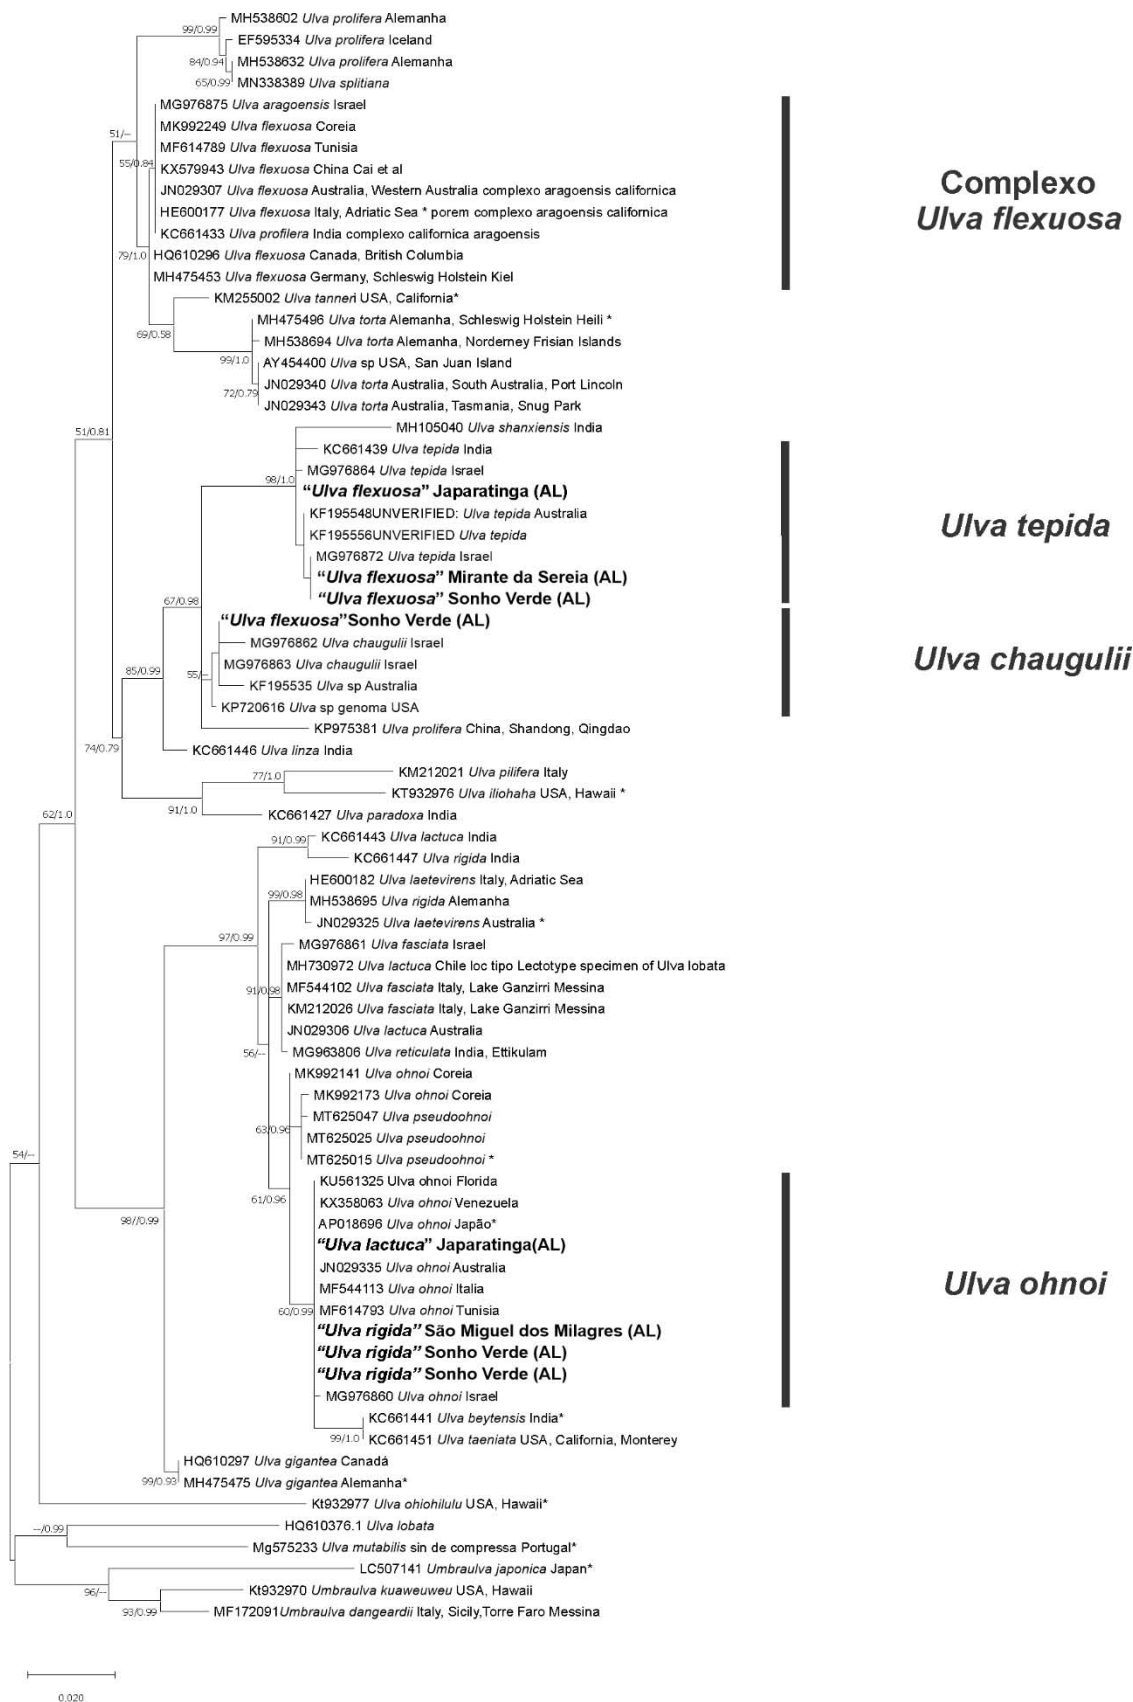 99/0.99
MH538602 Ulva prolifera Alemanha
EF595334 Ulva prolifera Iceland
84/0.94
MH538632 Ulva prolifera Alemanha
65/0.99
MN338389 Ulva splitiana
MG976875 Ulva aragoensis Israel
MK992249 Ulva flexuosa Coreia
51/--
MF614789 Ulva flexuosa Tunisia
55/0.84
KX579943 Ulva flexuosa China Cai et al
JN029307 Ulva flexuosa Australia, Western Australia complexo aragoensis californica
HE600177 Ulva flexuosa Italy, Adriatic Sea * porem complexo aragoensis californica
KC661433 Ulva profilera India complexo californica aragoensis
79/1.0
HQ610296 Ulva flexuosa Canada, British Columbia
MH475453 Ulva flexuosa Germany, Schleswig Holstein Kiel
Complexo
Ulva flexuosa
KM255002 Ulva tanneri USA, California*
MH475496 Ulva torta Alemanha, Schleswig Holstein Heili *
69/0.58
MH538694 Ulva torta Alemanha, Norderney Frisian Islands
99/1.0
AY454400 Ulva sp USA, San Juan Island
JN029340 Ulva torta Australia, South Australia, Port Lincoln
72/0.79
JN029343 Ulva torta Australia, Tasmania, Snug Park
51/0.81
MH105040 Ulva shanxiensis India
KC661439 Ulva tepida India
MG976864 Ulva tepida Israel
98/1.0
“Ulva flexuosa” Japaratinga (AL)
KF195548UNVERIFIED: Ulva tepida Australia
KF195556UNVERIFIED Ulva tepida
MG976872 Ulva tepida Israel
“Ulva flexuosa” Mirante da Sereia (AL)
“Ulva flexuosa” Sonho Verde (AL)
Ulva tepida
67/0.98
“Ulva flexuosa”Sonho Verde (AL)
MG976862 Ulva chaugulii Israel
MG976863 Ulva chaugulii Israel
85/0.99
55/--
KF195535 Ulva sp Australia
KP720616 Ulva sp genoma USA
Ulva chaugulii
KP975381 Ulva prolifera China, Shandong, Qingdao
74/0.79
KC661446 Ulva linza India
77/1.0
KM212021 Ulva pilifera Italy
KT932976 Ulva iliohaha USA, Hawaii *
91/1.0
KC661427 Ulva paradoxa India
62/1.0
91/0.99
KC661443 Ulva lactuca India
KC661447 Ulva rigida India
HE600182 Ulva laetevirens Italy, Adriatic Sea
99/0.98
MH538695 Ulva rigida Alemanha
JN029325 Ulva laetevirens Australia *
97/0.99
MG976861 Ulva fasciata Israel
MH730972 Ulva lactuca Chile loc tipo Lectotype specimen of Ulva lobata
91/0.98
MF544102 Ulva fasciata Italy, Lake Ganzirri Messina
KM212026 Ulva fasciata Italy, Lake Ganzirri Messina
JN029306 Ulva lactuca Australia
56/--
MG963806 Ulva reticulata India, Ettikulam
MK992141 Ulva ohnoi Coreia
MK992173 Ulva ohnoi Coreia
MT625047 Ulva pseudoohnoi
63/0.96
MT625025 Ulva pseudoohnoi
MT625015 Ulva pseudoohnoi *
54/--
61/0.96
KU561325 Ulva ohnoi Florida
KX358063 Ulva ohnoi Venezuela
AP018696 Ulva ohnoi Japão*
98//0.99
“Ulva lactuca” Japaratinga(AL)
JN029335 Ulva ohnoi Australia
MF544113 Ulva ohnoi Italia
60/0.99
MF614793 Ulva ohnoi Tunisia
“Ulva rigida” São Miguel dos Milagres (AL)
“Ulva rigida” Sonho Verde (AL)
“Ulva rigida” Sonho Verde (AL)
MG976860 Ulva ohnoi Israel
Ulva ohnoi
KC661441 Ulva beytensis India*
99/1.0
KC661451 Ulva taeniata USA, California, Monterey
HQ610297 Ulva gigantea Canadá
99/0.93
MH475475 Ulva gigantea Alemanha*
Kt932977 Ulva ohiohilulu USA, Hawaii*
--/0.99
HQ610376.1 Ulva lobata
Mg575233 Ulva mutabilis sin de compressa Portugal*
LC507141 Umbraulva japonica Japan*
96/--
Kt932970 Umbraulva kuaweuweu USA, Hawaii
93/0.99
MF172091Umbraulva dangeardii Italy, Sicily,Torre Faro Messina
0.020